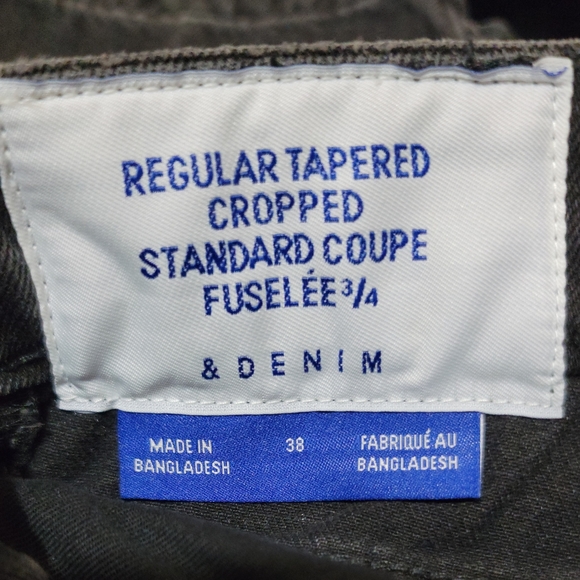 REGULAR TAPERED
CROPPED
STANDARD COUPE
FUSELÉE 3/4
& DENIM
MADE IN
BANGLADESH
38
FABRIQUÉ AU
BANGLADESH